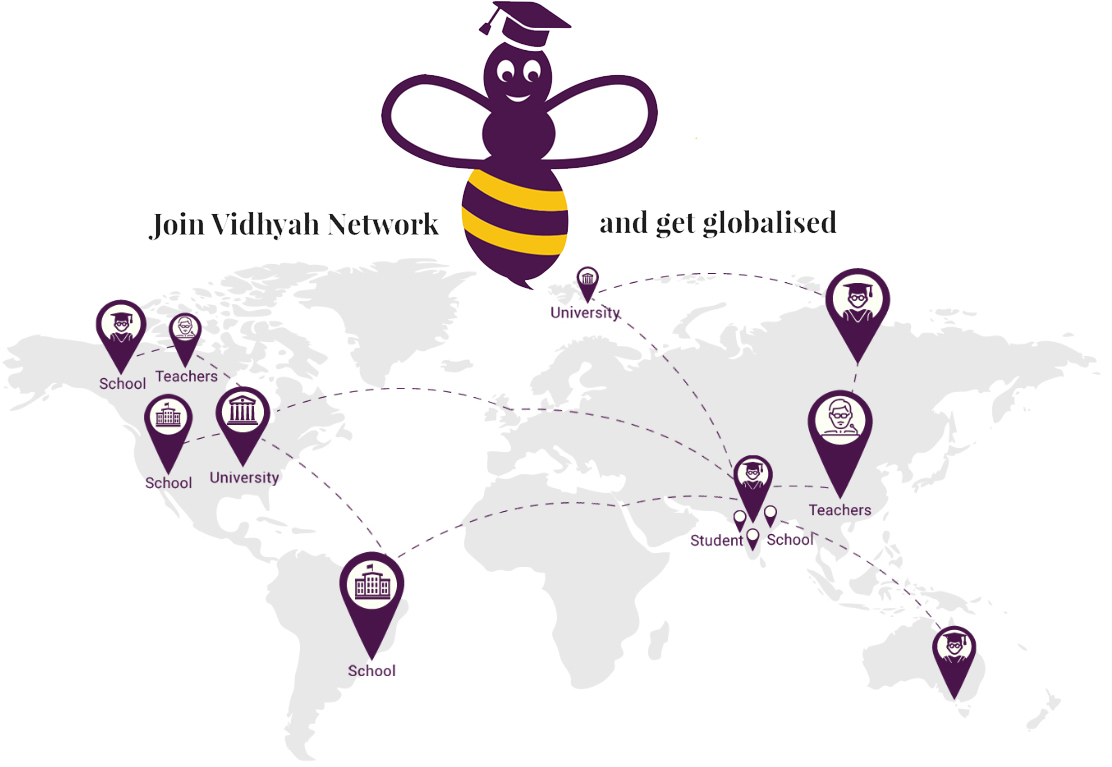 Join Vidhyah Network and get globalised
University
School Teachers
School University
Teachers
Student School
School